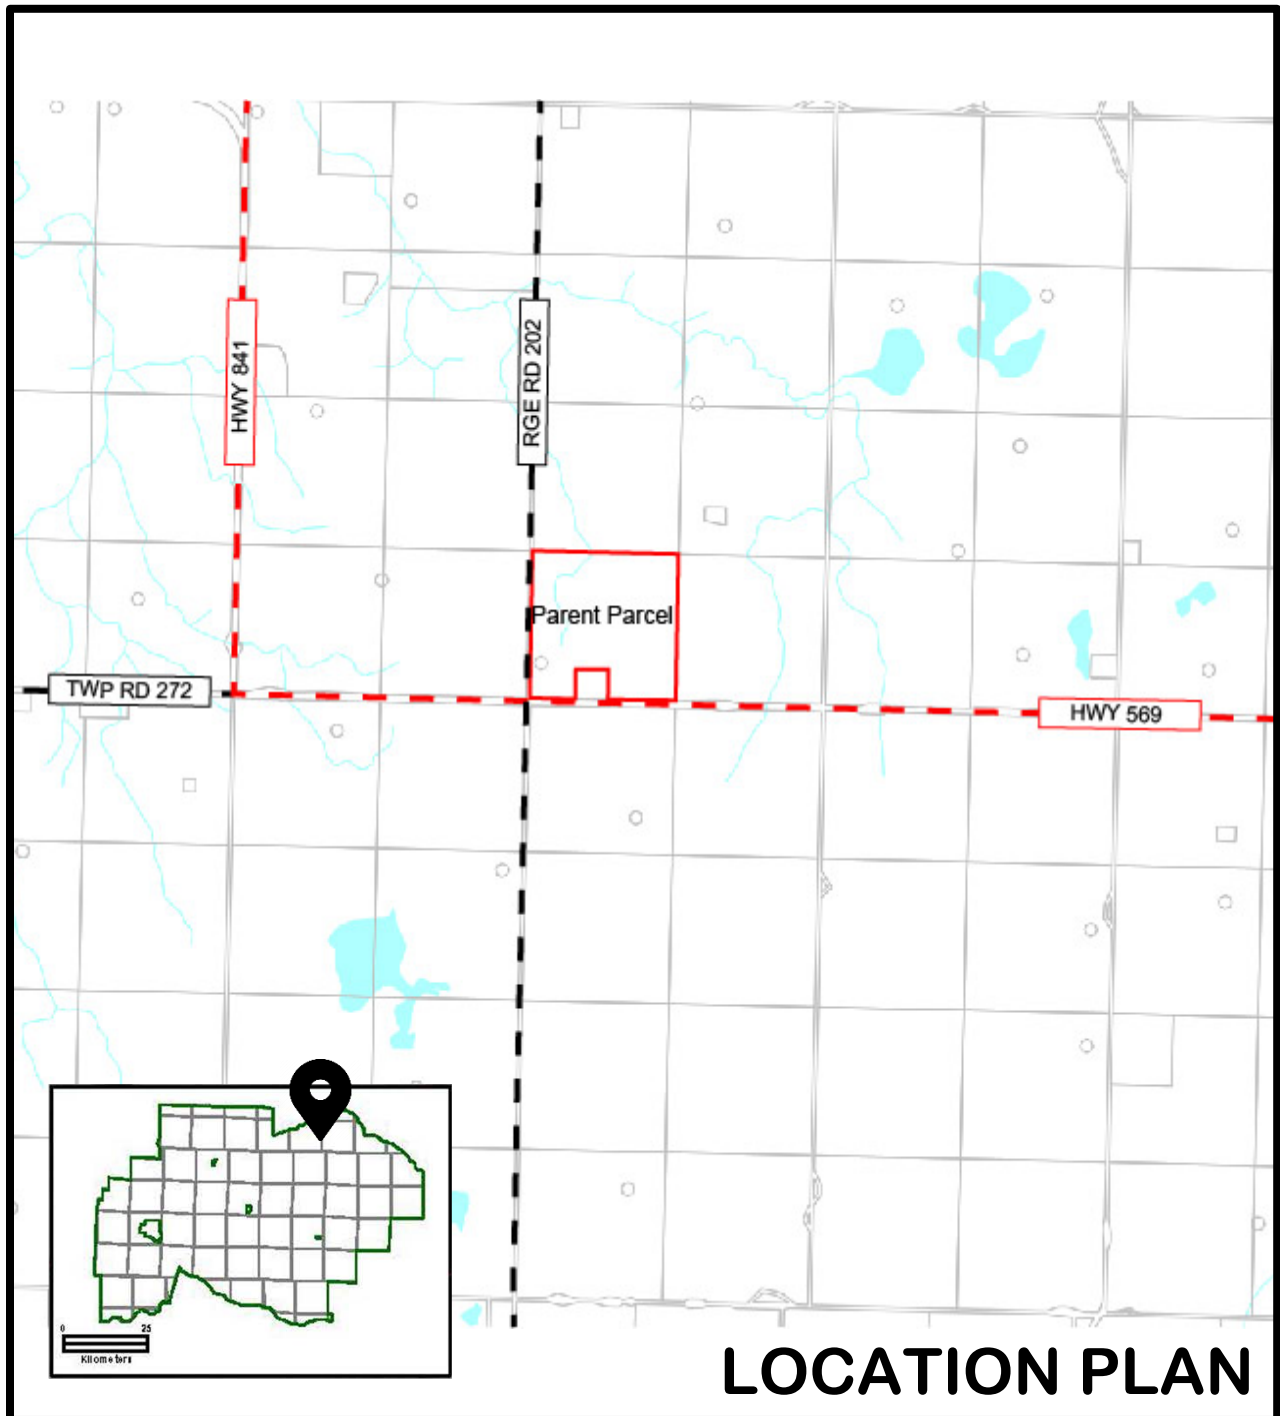 HWY 841
RGE RD 202
Parent Parcel
TWP RD 272
HWY 569
0 25
Kilometers
LOCATION PLAN